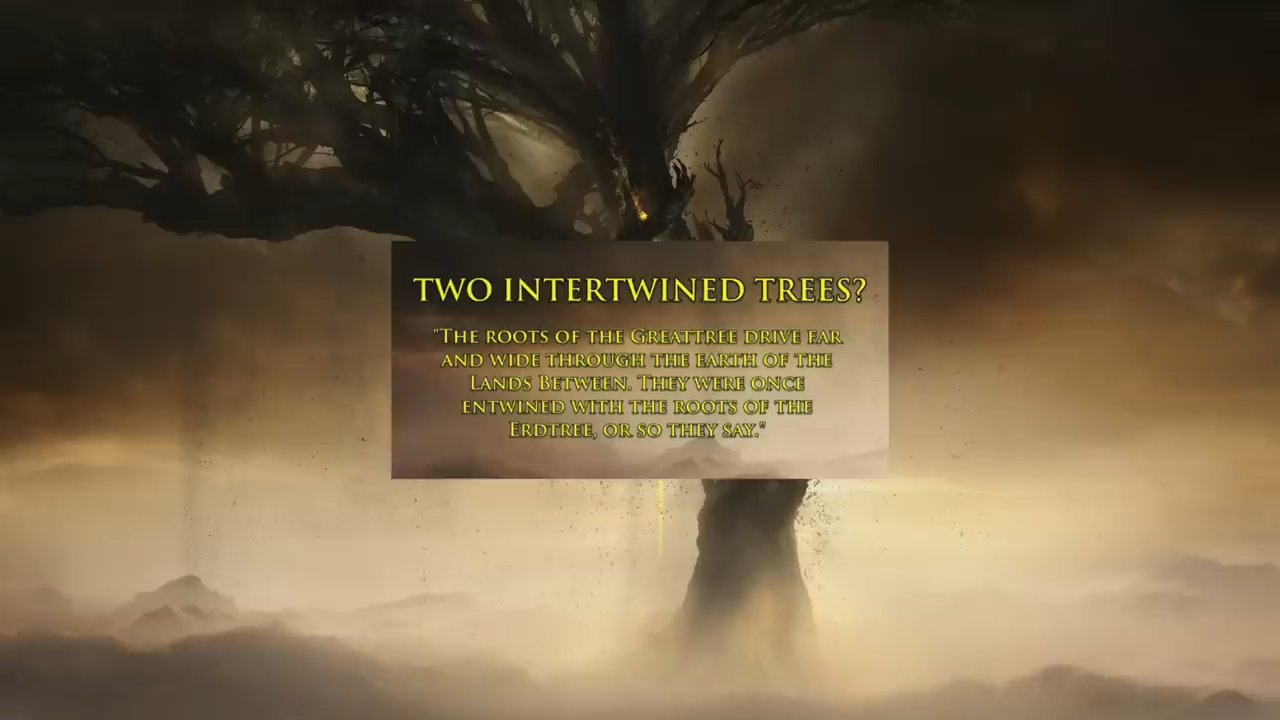 TWO INTERTWINED TREES?
"THE ROOTS OF THE GREATTREE DRIVE FAR
AND WIDE THROUGH THE EARTH OF THE
LANDS BETWEEN. THEY WERE ONCE
ENTWINED WITH THE ROOTS OF THE
ERDTREE, OR SO THEY SAY."